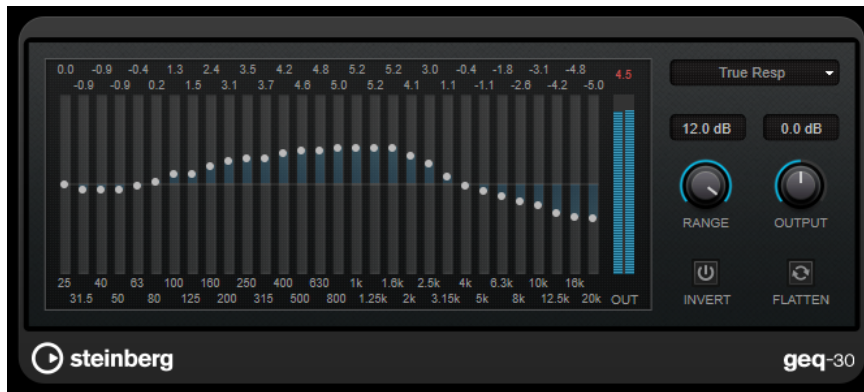 0.0 -0.9 -0.4 1.3 2.4 3.5 4.2 4.8 5.2 5.2 3.0 -0.4 -1.8 -3.1 -4.8 4.5
-0.9 -0.9 0.2 1.5 3.1 3.7 4.6 5.0 5.2 4.1 1.1 -1.1 -2.6 -4.2 -5.0
True Resp
12.0 dB 0.0 dB
RANGE OUTPUT
25 40 63 100 160 250 400 630 1k 1.6k 2.5k 4k 6.3k 10k 16k
31.5 50 80 125 200 315 500 800 1.25k 2k 3.15k 5k 8k 12.5k 20k OUT
INVERT FLATTEN
steinberg geq-30